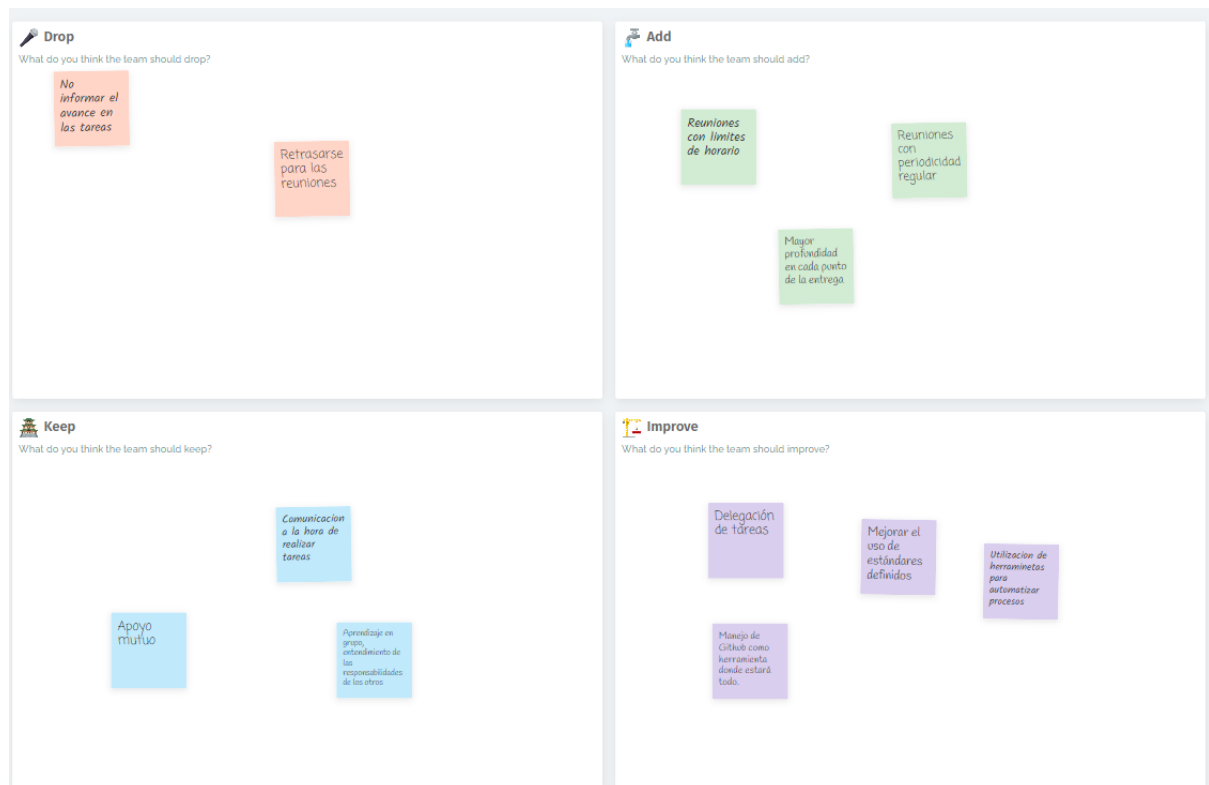 Drop
What do you think the team should drop?
No
informar el
avance en
las tareas
Retrasarse
para las
reuniones
Add
What do you think the team should add?
Reuniones
con límites
de horario
Reuniones
con
periodicidad
regular
Mayor
profundidad
en cada punto
de la entrega
Keep
What do you think the team should keep?
Comunicacion
a la hora de
realizar
tareas
Apoyo
mutuo
Aprendizaje en
grupo,
entendimiento de
las
responsabilidades
de los otros
Improve
What do you think the team should improve?
Delegación
de tareas
Mejorar el
uso de
estándares
definidos
Utilizacion de
herraminetas
para
automatizar
procesos
Manejo de
Github como
herramienta
donde estará
todo.